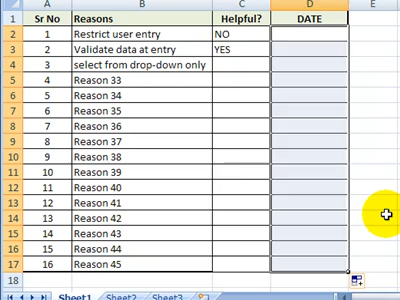 A B C D E
1 Sr No Reasons Helpful? DATE
2 1 Restrict user entry NO
3 2 Validate data at entry YES
4 3 select from drop-down only
5 4 Reason 33
6 5 Reason 34
7 6 Reason 35
8 7 Reason 36
9 8 Reason 37
10 9 Reason 38
11 10 Reason 39
12 11 Reason 40
13 12 Reason 41
14 13 Reason 42
15 14 Reason 43
16 15 Reason 44
17 16 Reason 45
18
Sheet1 Sheet2 Sheet3